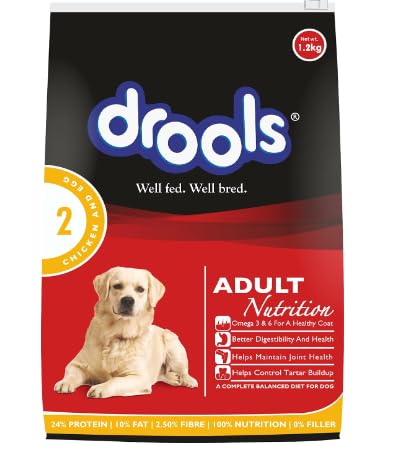 Net wt.
1.2kg
drools®
Well fed. Well bred.
2
CHICKEN AND EGG
ADULT
Nutrition
Omega 3 & 6 For A Healthy Coat
Better Digestibility And Health
Helps Maintain Joint Health
Helps Control Tartar Buildup
A COMPLETE BALANCED DIET FOR DOG
24% PROTEIN | 10% FAT | 2.50% FIBRE | 100% NUTRITION | 0% FILLER